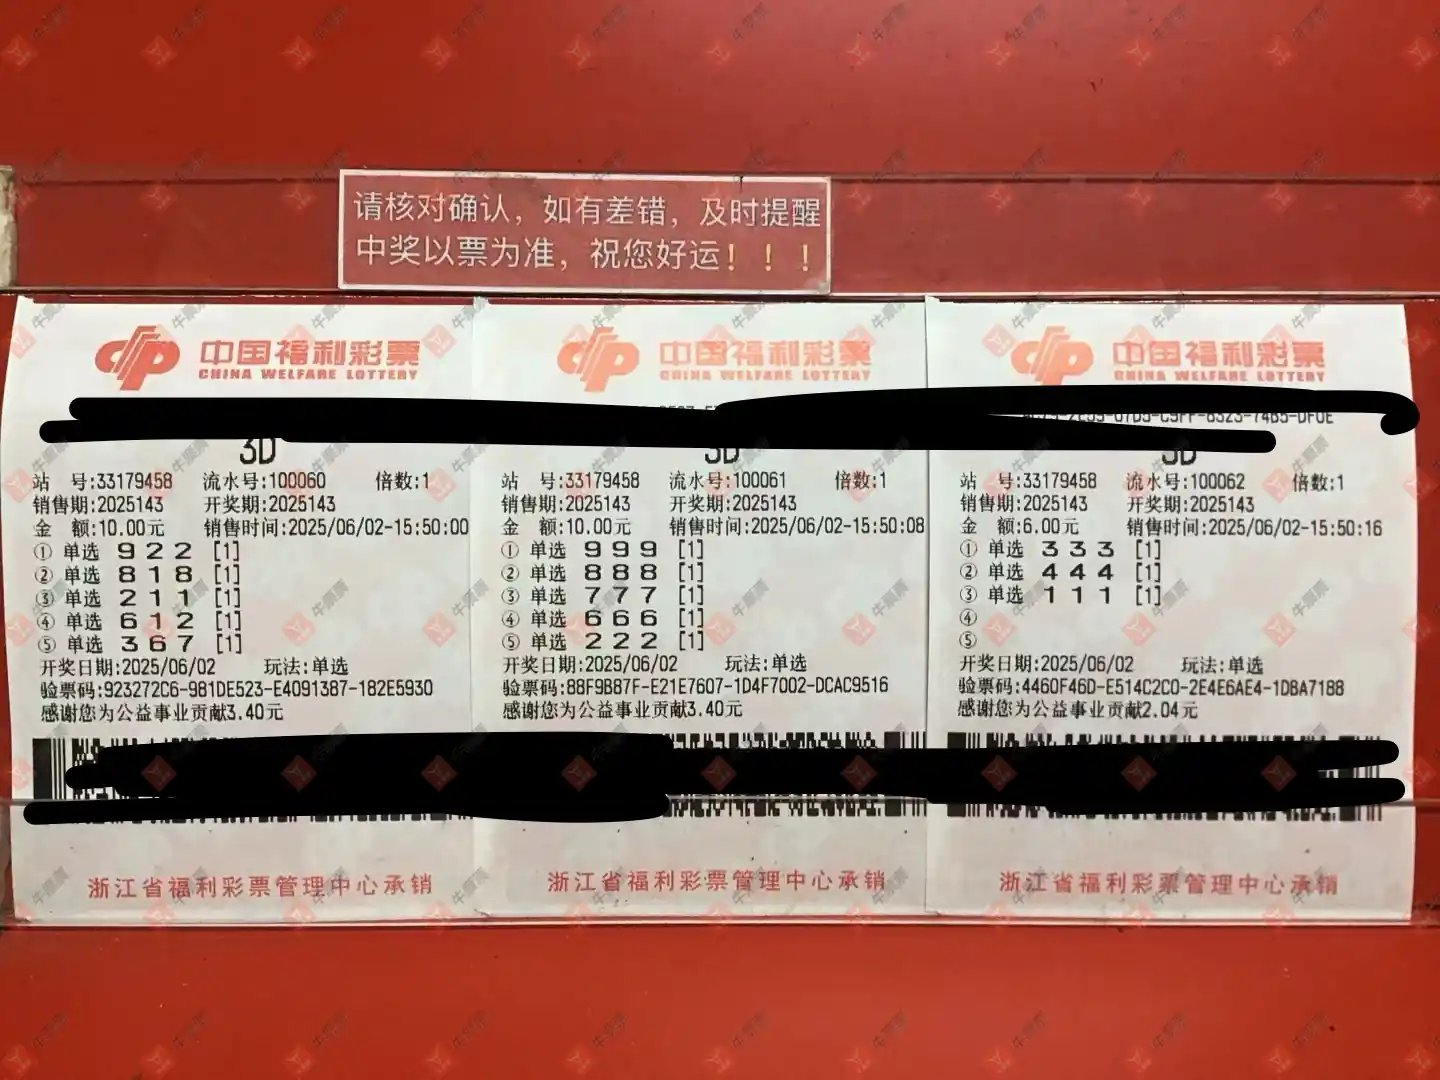 请核对确认，如有差错，及时提醒
中奖以票为准，祝您好运！！！
中国福利彩票
CHINA WELFARE LOTTERY
3D
站 号:33179458 流水号:100060 倍数:1
销售期:2025143 开奖期:2025143
金 额:10.00元 销售时间:2025/06/02-15:50:00
① 单选 9 2 2 [1]
② 单选 8 1 8 [1]
③ 单选 2 1 1 [1]
④ 单选 6 1 2 [1]
⑤ 单选 3 6 7 [1]
开奖日期:2025/06/02 玩法:单选
验票码:923272C6-981DE523-E4091387-182E5930
感谢您为公益事业贡献3.40元
浙江省福利彩票管理中心承销
中国福利彩票
CHINA WELFARE LOTTERY
3D
站 号:33179458 流水号:100061 倍数:1
销售期:2025143 开奖期:2025143
金 额:10.00元 销售时间:2025/06/02-15:50:08
① 单选 9 9 9 [1]
② 单选 8 8 8 [1]
③ 单选 7 7 7 [1]
④ 单选 6 6 6 [1]
⑤ 单选 2 2 2 [1]
开奖日期:2025/06/02 玩法:单选
验票码:88F9B87F-E21E7607-1D4F7002-DCAC9516
感谢您为公益事业贡献3.40元
浙江省福利彩票管理中心承销
中国福利彩票
CHINA WELFARE LOTTERY
3D
站 号:33179458 流水号:100062 倍数:1
销售期:2025143 开奖期:2025143
金 额:6.00元 销售时间:2025/06/02-15:50:16
① 单选 3 3 3 [1]
② 单选 4 4 4 [1]
③ 单选 1 1 1 [1]
④
⑤
开奖日期:2025/06/02 玩法:单选
验票码:4460F46D-E514C2C0-2E4E6AE4-1DBA7188
感谢您为公益事业贡献2.04元
浙江省福利彩票管理中心承销